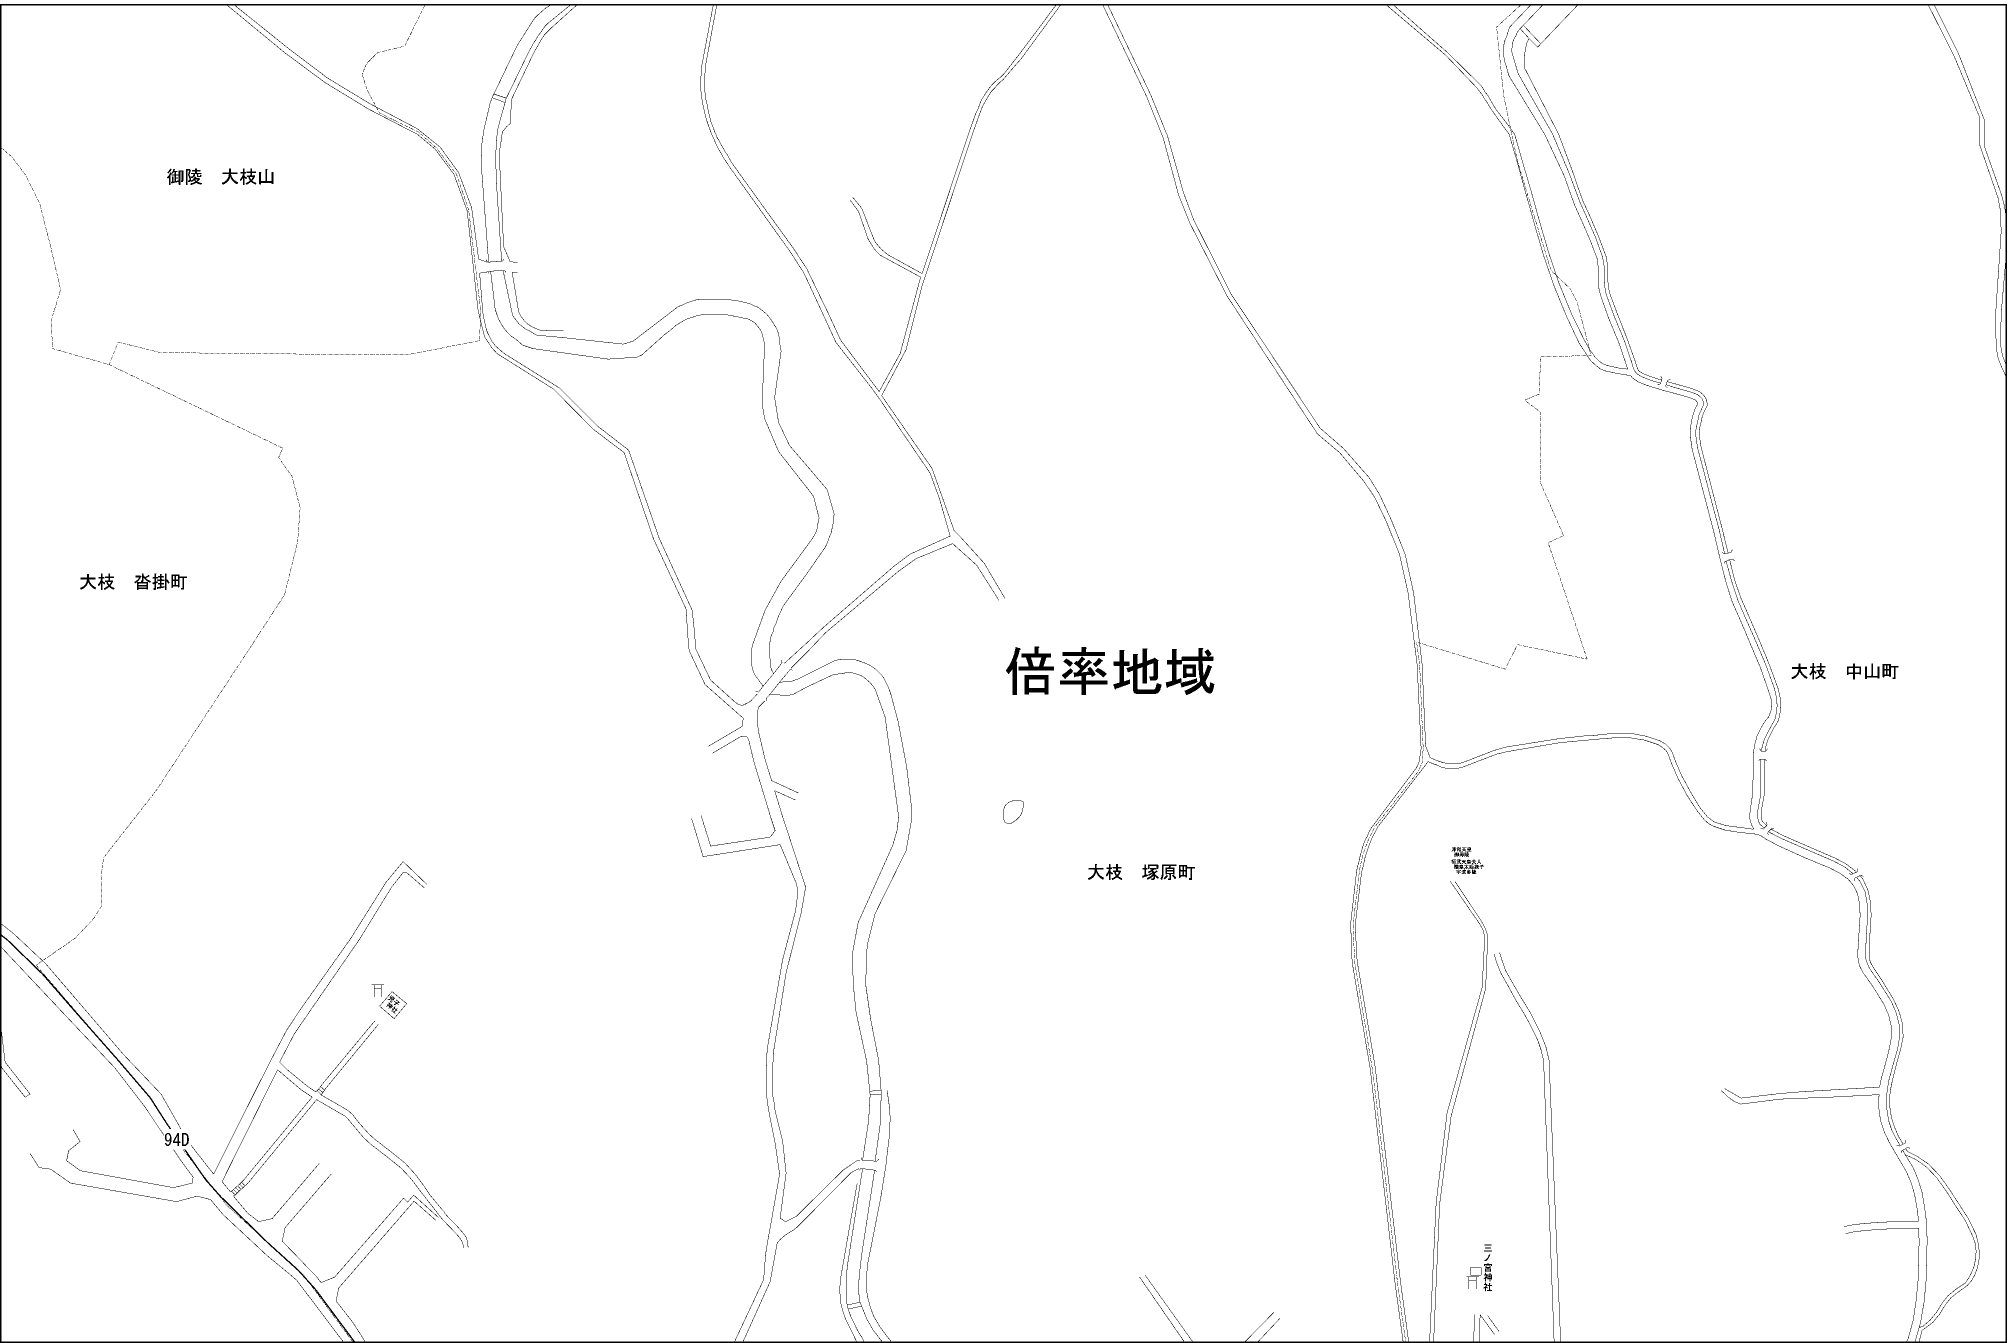 御陵　大枝山
大枝　沓掛町
倍率地域
大枝　中山町
大枝　塚原町
94D
三ノ宮神社